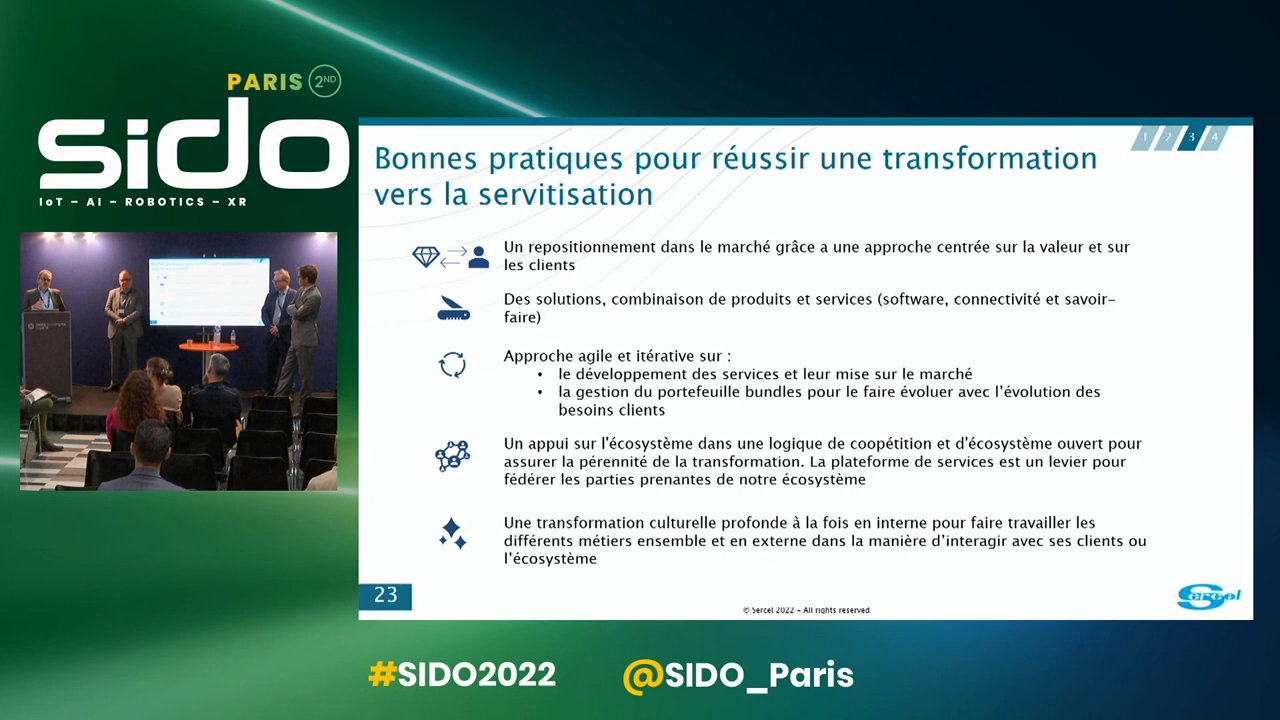 PARIS 2ND
sido
IoT – AI – ROBOTICS – XR
1 2 3 4
Bonnes pratiques pour réussir une transformation
vers la servitisation
Un repositionnement dans le marché grâce a une approche centrée sur la valeur et sur
les clients
Des solutions, combinaison de produits et services (software, connectivité et savoir-
faire)
Approche agile et itérative sur :
• le développement des services et leur mise sur le marché
• la gestion du portefeuille bundles pour le faire évoluer avec l'évolution des
besoins clients
Un appui sur l'écosystème dans une logique de coopétition et d'écosystème ouvert pour
assurer la pérennité de la transformation. La plateforme de services est un levier pour
fédérer les parties prenantes de notre écosystème
Une transformation culturelle profonde à la fois en interne pour faire travailler les
différents métiers ensemble et en externe dans la manière d'interagir avec ses clients ou
l'écosystème
23
© Sercel 2022 – All rights reserved
Sercel
#SIDO2022
@SIDO_Paris